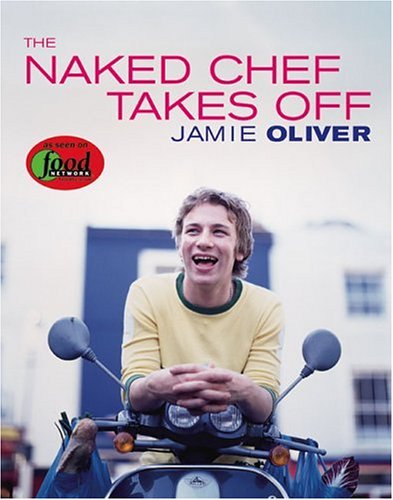 THE
NAKED CHEF
TAKES OFF
JAMIE OLIVER
as seen on
food
NETWORK